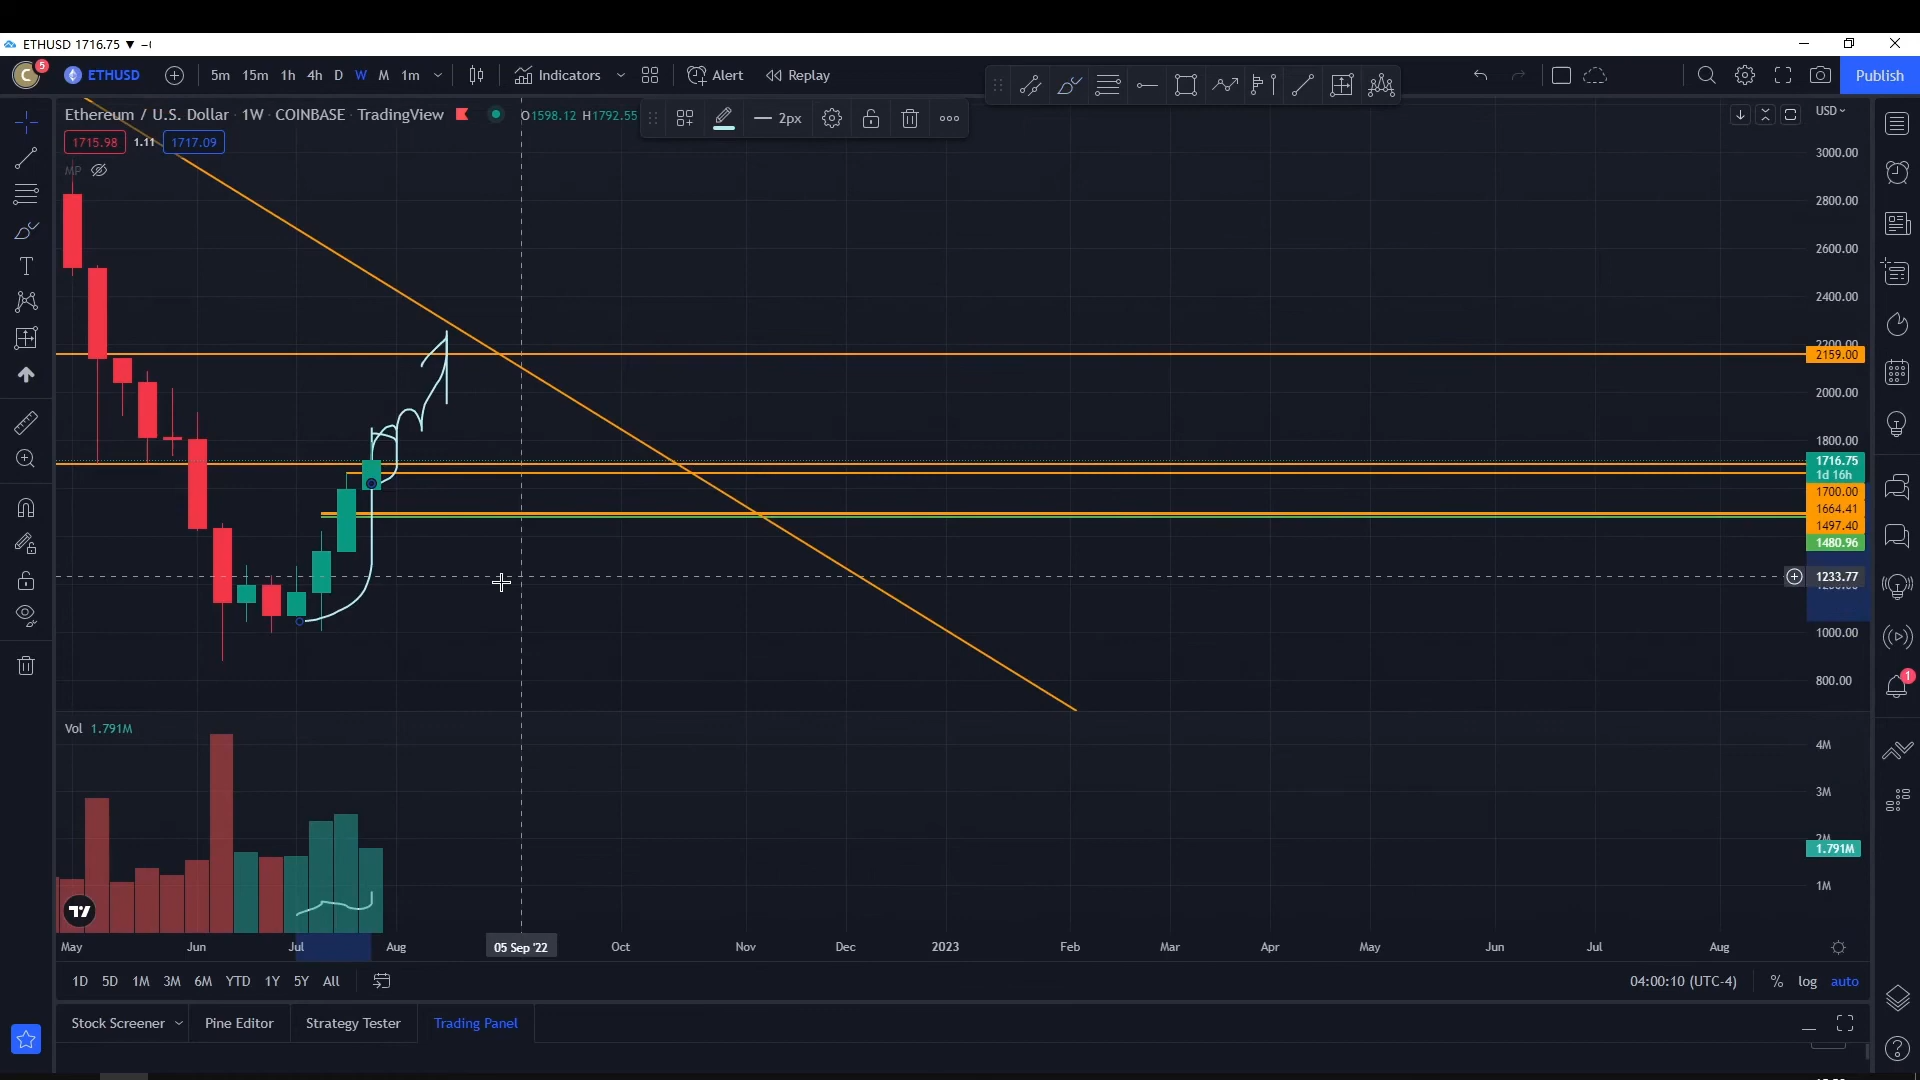 ETHUSD 1716.75 ▼ −
C 5 ETHUSD 5m 15m 1h 4h D W M 1m Indicators Alert Replay Publish
Ethereum / U.S. Dollar · 1W · COINBASE · TradingView O1598.12 H1792.55 2px USD
1715.98 1.11 1717.09
MP
3000.00
2800.00
2600.00
2400.00
2200.00
2159.00
2000.00
1800.00
1716.75
1d 16h
1700.00
1664.41
1497.40
1480.96
1233.77
1000.00
800.00
1
Vol 1.791M
4M
3M
2M
1.791M
1M
May Jun Jul Aug 05 Sep '22 Oct Nov Dec 2023 Feb Mar Apr May Jun Jul Aug
1D 5D 1M 3M 6M YTD 1Y 5Y All 04:00:10 (UTC-4) % log auto
Stock Screener Pine Editor Strategy Tester Trading Panel